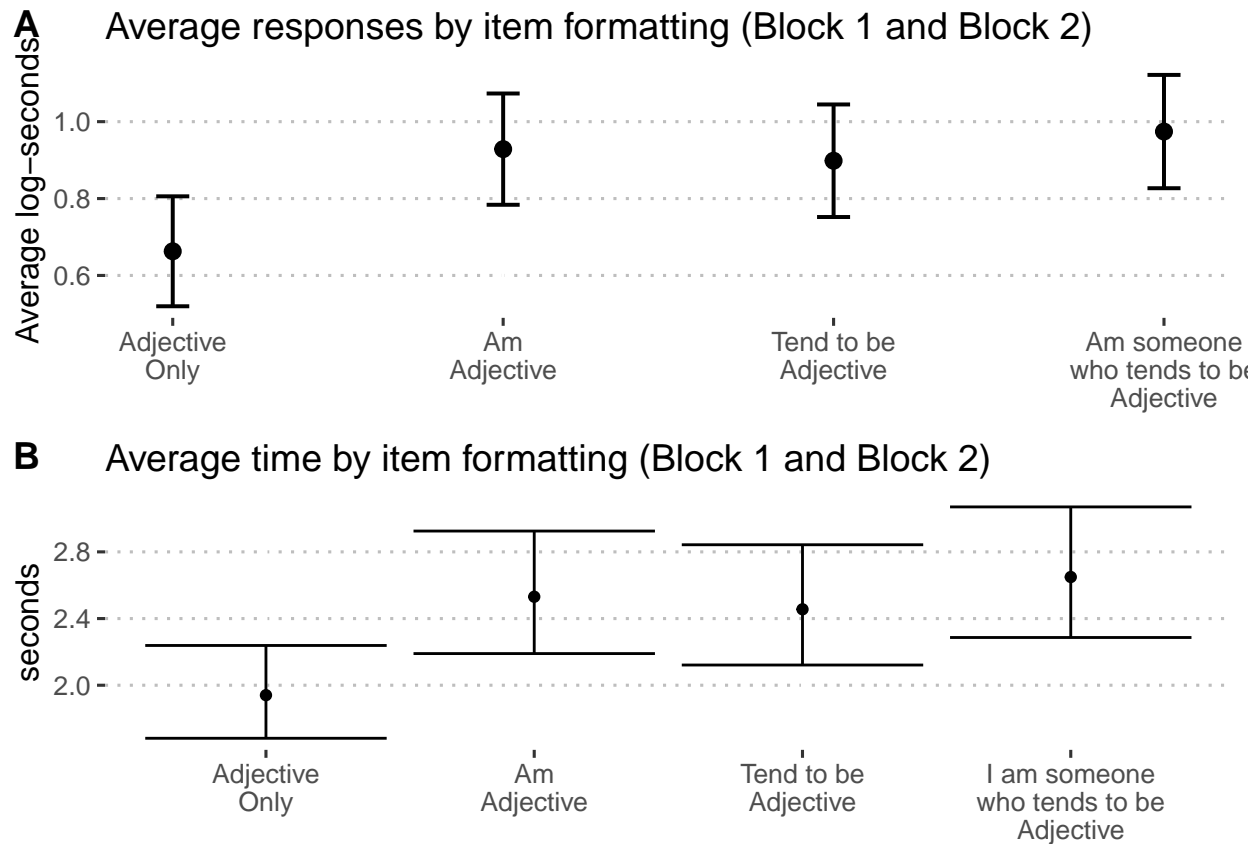 A
Average responses by item formatting (Block 1 and Block 2)
Average log−seconds
1.0
0.8
0.6
Adjective
Only
Am
Adjective
Tend to be
Adjective
Am someone
who tends to be
Adjective
B
Average time by item formatting (Block 1 and Block 2)
seconds
2.8
2.4
2.0
Adjective
Only
Am
Adjective
Tend to be
Adjective
I am someone
who tends to be
Adjective